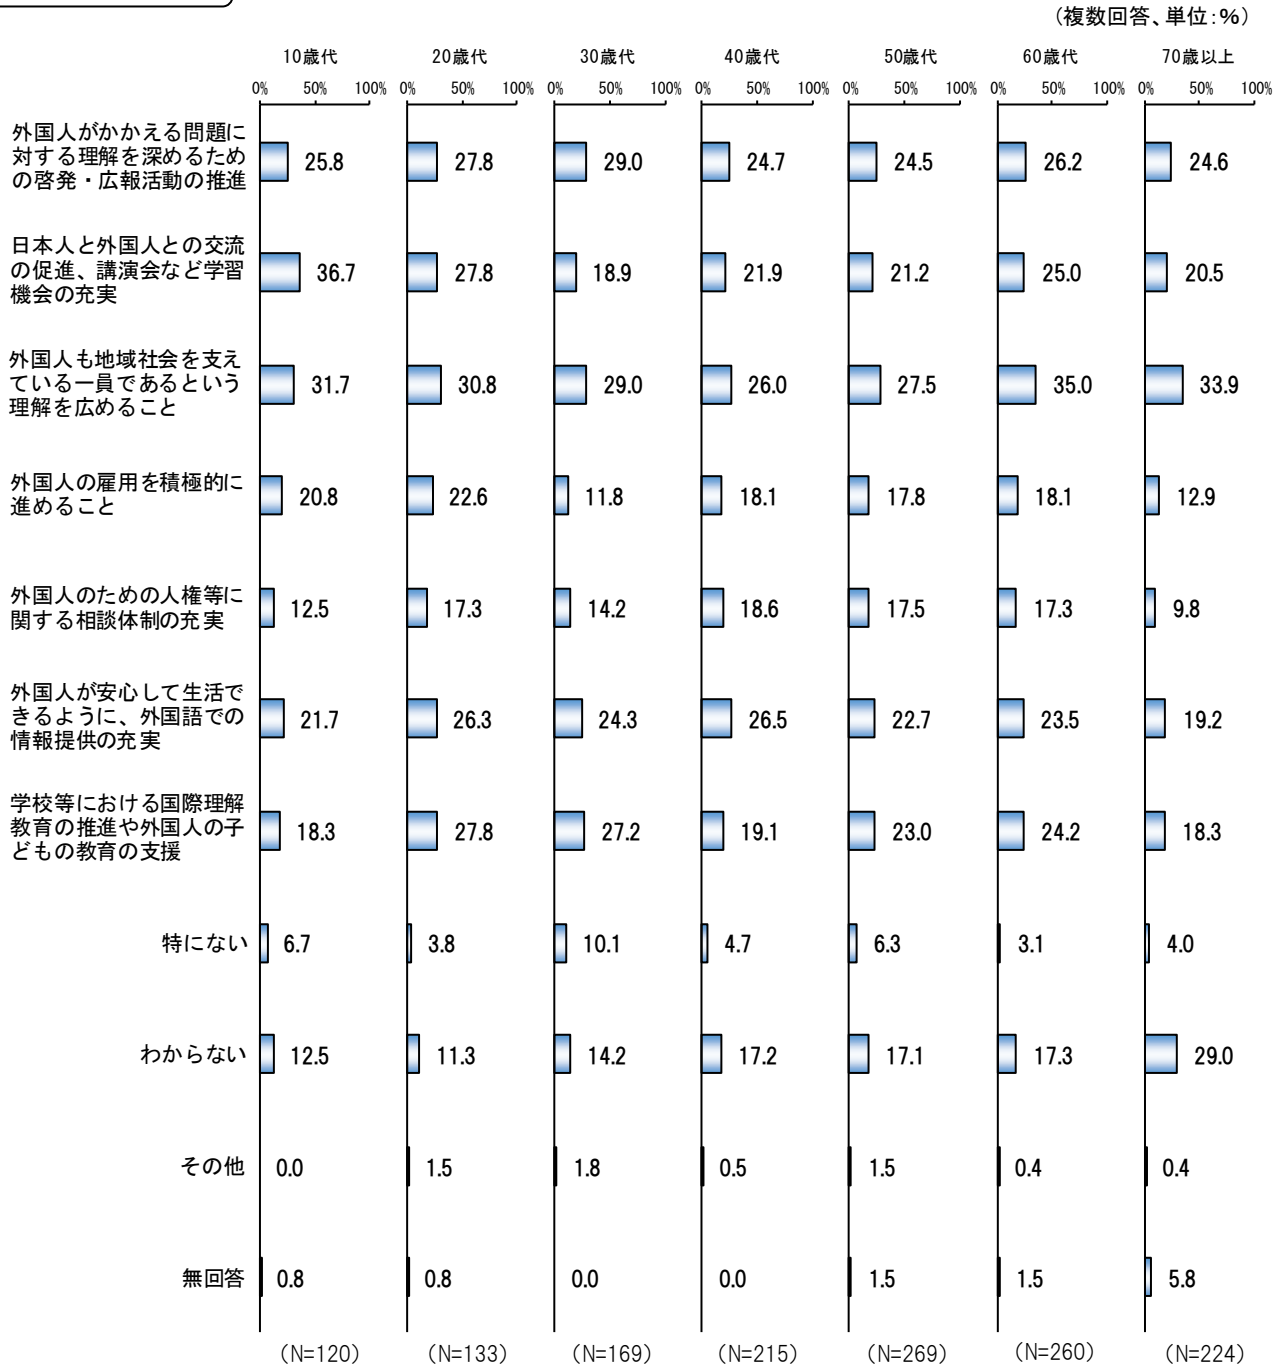 （複数回答、単位：％）
10歳代 20歳代 30歳代 40歳代 50歳代 60歳代 70歳以上
0% 50% 100% 0% 50% 100% 0% 50% 100% 0% 50% 100% 0% 50% 100% 0% 50% 100% 0% 50% 100%
外国人がかかえる問題に
対する理解を深めるため
の啓発・広報活動の推進
25.8 27.8 29.0 24.7 24.5 26.2 24.6
日本人と外国人との交流
の促進、講演会など学習
機会の充実
36.7 27.8 18.9 21.9 21.2 25.0 20.5
外国人も地域社会を支え
ている一員であるという
理解を広めること
31.7 30.8 29.0 26.0 27.5 35.0 33.9
外国人の雇用を積極的に
進めること
20.8 22.6 11.8 18.1 17.8 18.1 12.9
外国人のための人権等に
関する相談体制の充実
12.5 17.3 14.2 18.6 17.5 17.3 9.8
外国人が安心して生活で
きるように、外国語での
情報提供の充実
21.7 26.3 24.3 26.5 22.7 23.5 19.2
学校等における国際理解
教育の推進や外国人の子
どもの教育の支援
18.3 27.8 27.2 19.1 23.0 24.2 18.3
特にない 6.7 3.8 10.1 4.7 6.3 3.1 4.0
わからない 12.5 11.3 14.2 17.2 17.1 17.3 29.0
その他 0.0 1.5 1.8 0.5 1.5 0.4 0.4
無回答 0.8 0.8 0.0 0.0 1.5 1.5 5.8
（N=120） （N=133） （N=169） （N=215） （N=269） （N=260） （N=224）